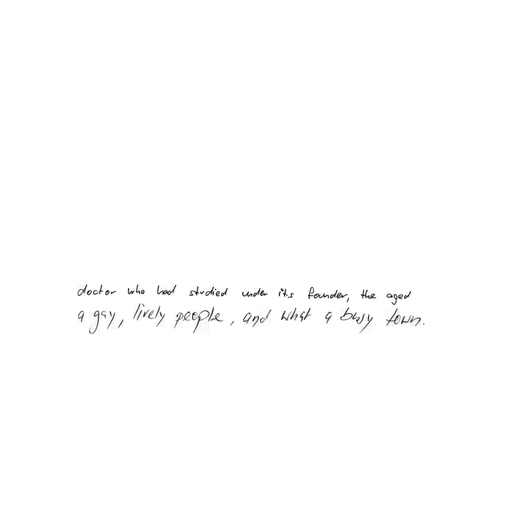 doctor who had studied under its founder, the aged
a gay, lively people, and what a busy town.